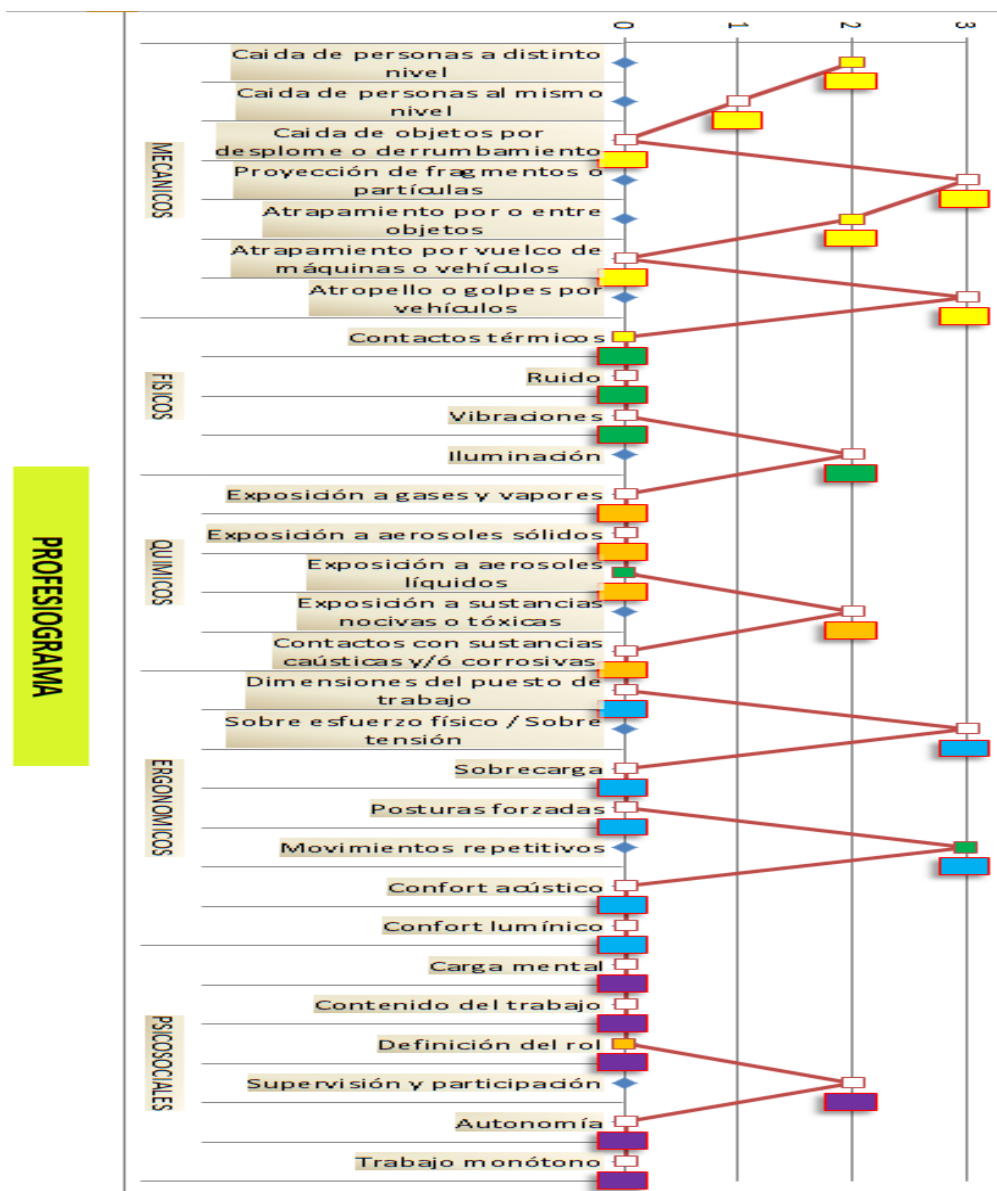 0 1 2 3
MECANICOS
Caida de personas a distinto
nivel
Caida de personas al mismo
nivel
Caida de objetos por
desplome o derrumbamiento
Proyección de fragmentos o
partículas
Atrapamiento por o entre
objetos
Atrapamiento por vuelco de
máquinas o vehículos
Atropello o golpes por
vehículos
FISICOS
Contactos térmicos
Ruido
Vibraciones
Iluminación
QUIMICOS
Exposición a gases y vapores
Exposición a aerosoles sólidos
Exposición a aerosoles
líquidos
Exposición a sustancias
nocivas o tóxicas
Contactos con sustancias
caústicas y/ó corrosivas
ERGONOMICOS
Dimensiones del puesto de
trabajo
Sobre esfuerzo físico / Sobre
tensión
Sobrecarga
Posturas forzadas
Movimientos repetitivos
Confort acústico
Confort lumínico
PSICOSOCIALES
Carga mental
Contenido del trabajo
Definición del rol
Supervisión y participación
Autonomía
Trabajo monótono
PROFESIOGRAMA